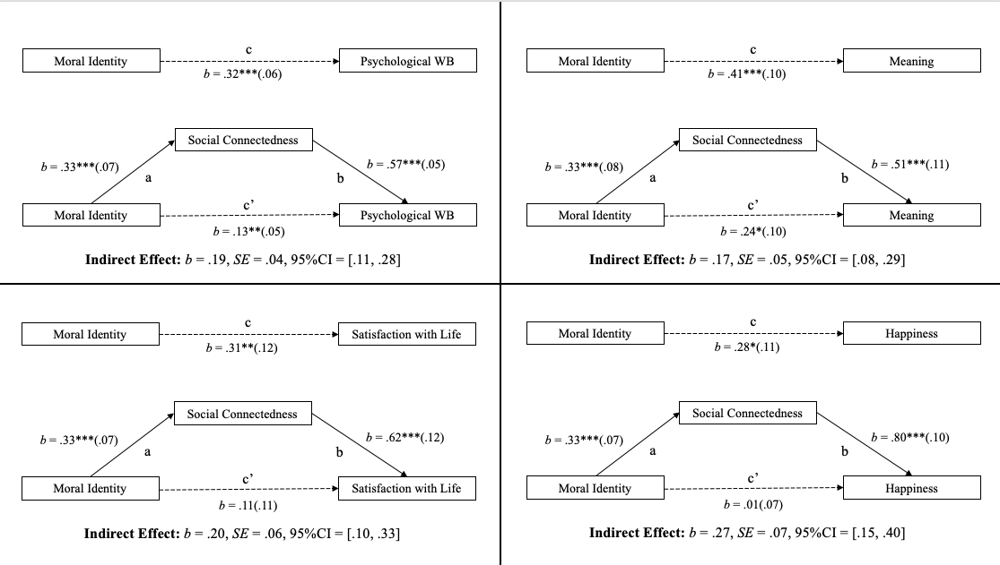 c
Moral Identity
Psychological WB
b = .32***(.06)
Social Connectedness
b = .33***(.07)
b = .57***(.05)
a
b
c’
Moral Identity
Psychological WB
b = .13**(.05)
Indirect Effect: b = .19, SE = .04, 95%CI = [.11, .28]
c
Moral Identity
Meaning
b = .41***(.10)
Social Connectedness
b = .33***(.08)
b = .51***(.11)
a
b
c’
Moral Identity
Meaning
b = .24*(.10)
Indirect Effect: b = .17, SE = .05, 95%CI = [.08, .29]
c
Moral Identity
Satisfaction with Life
b = .31**(.12)
Social Connectedness
b = .33***(.07)
b = .62***(.12)
a
b
c’
Moral Identity
Satisfaction with Life
b = .11(.11)
Indirect Effect: b = .20, SE = .06, 95%CI = [.10, .33]
c
Moral Identity
Happiness
b = .28*(.11)
Social Connectedness
b = .33***(.07)
b = .80***(.10)
a
b
c’
Moral Identity
Happiness
b = .01(.07)
Indirect Effect: b = .27, SE = .07, 95%CI = [.15, .40]